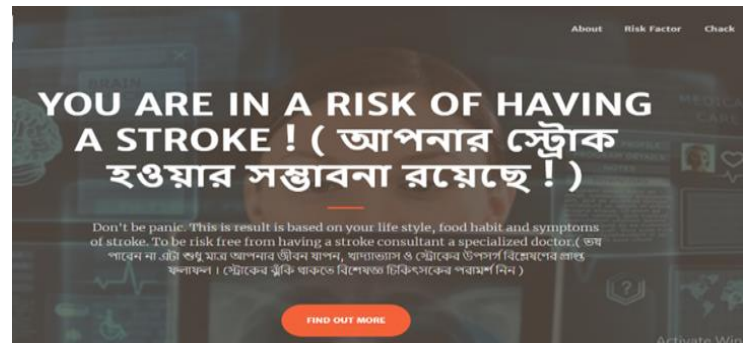 About Risk Factor Chack
YOU ARE IN A RISK OF HAVING
A STROKE ! ( আপনার স্ট্রোক
হওয়ার সম্ভাবনা রয়েছে ! )
Don't be panic. This is result is based on your life style, food habit and symptoms
of stroke. To be risk free from having a stroke consultant a specialized doctor.( ভয়
পাবেন না এটা শুধু মাত্র আপনার জীবন যাপন, খাদ্যাভ্যাস ও স্ট্রোকের উপসর্গ বিশ্লেষণের প্রাপ্ত
ফলাফল । স্ট্রোকের ঝুঁকি থাকতে বিশেষজ্ঞ চিকিৎসকের পরামর্শ নিন )
FIND OUT MORE
BRAIN
MEDICA
CARE
Activate Win